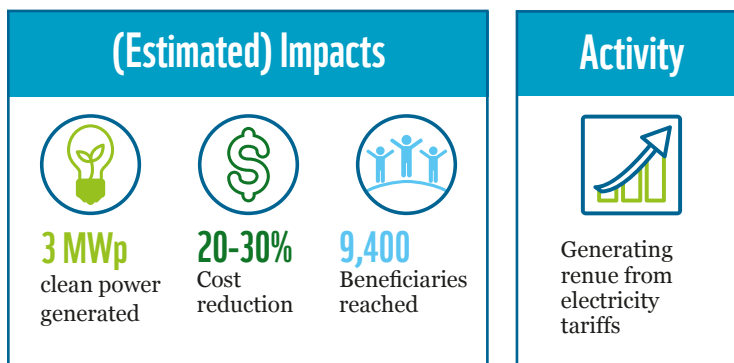 (Estimated) Impacts
3 MWp
clean power
generated
20-30%
Cost
reduction
9,400
Beneficiaries
reached
Activity
Generating
renue from
electricity
tariffs